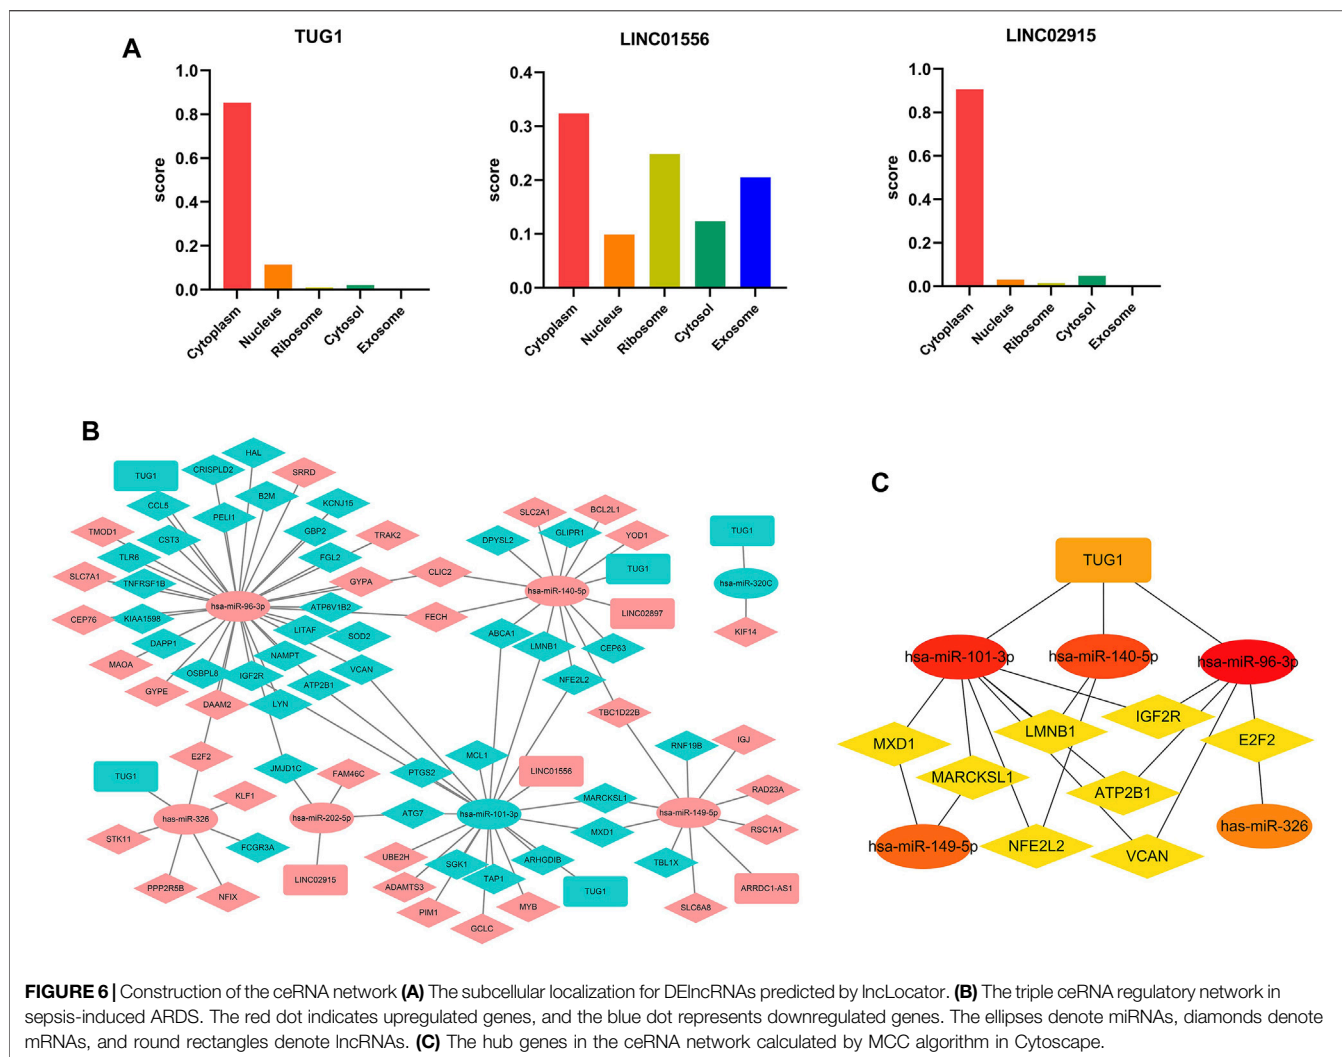 A
TUG1
LINC01556
LINC02915
score
1.0
0.8
0.6
0.4
0.2
0.0
Cytoplasm
Nucleus
Ribosome
Cytosol
Exosome
score
0.4
0.3
0.2
0.1
0.0
Cytoplasm
Nucleus
Ribosome
Cytosol
Exosome
score
1.0
0.8
0.6
0.4
0.2
0.0
Cytoplasm
Nucleus
Ribosome
Cytosol
Exosome
B
HAL
TUG1
CRISPLD2
SRRD
CCL5
B2M
KCNJ15
PELI1
TMOD1
CST3
GBP2
TRAK2
TLR6
FGL2
SLC7A1
TNFRSF1B
GYPA
CLIC2
hsa-miR-96-3p
ATP6V1B2
CEP76
KIAA1598
FECH
LITAF
SOD2
DAPP1
NAMPT
MAOA
VCAN
OSBPL8
IGF2R
ATP2B1
GYPE
DAAM2
LYN
SLC2A1
BCL2L1
DPYSL2
GLIPR1
YOD1
TUG1
hsa-miR-140-5p
LINC02897
ABCA1
LMNB1
CEP63
NFE2L2
TBC1D22B
TUG1
hsa-miR-320C
KIF14
E2F2
TUG1
JMJD1C
FAM46C
PTGS2
KLF1
has-miR-326
hsa-miR-202-5p
ATG7
STK11
FCGR3A
PPP2R5B
NFIX
LINC02915
MCL1
LINC01556
hsa-miR-101-3p
MARCKSL1
MXD1
UBE2H
SGK1
ARHGDIB
ADAMTS3
TAP1
TUG1
PIM1
MYB
GCLC
RNF19B
IGJ
RAD23A
hsa-miR-149-5p
RSC1A1
TBL1X
ARRDC1-AS1
SLC6A8
C
TUG1
hsa-miR-101-3p
hsa-miR-140-5p
hsa-miR-96-3p
IGF2R
MXD1
LMNB1
E2F2
MARCKSL1
ATP2B1
has-miR-326
hsa-miR-149-5p
NFE2L2
VCAN
FIGURE 6 | Construction of the ceRNA network (A) The subcellular localization for DElncRNAs predicted by lncLocator. (B) The triple ceRNA regulatory network in
sepsis-induced ARDS. The red dot indicates upregulated genes, and the blue dot represents downregulated genes. The ellipses denote miRNAs, diamonds denote
mRNAs, and round rectangles denote lncRNAs. (C) The hub genes in the ceRNA network calculated by MCC algorithm in Cytoscape.